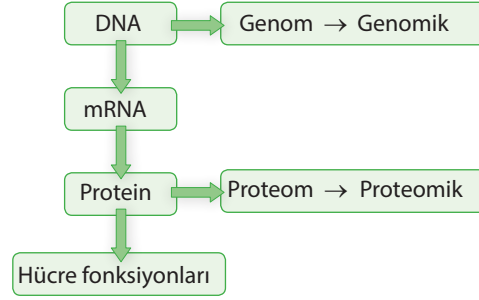 DNA
Genom → Genomik
mRNA
Protein
Proteom → Proteomik
Hücre fonksiyonları